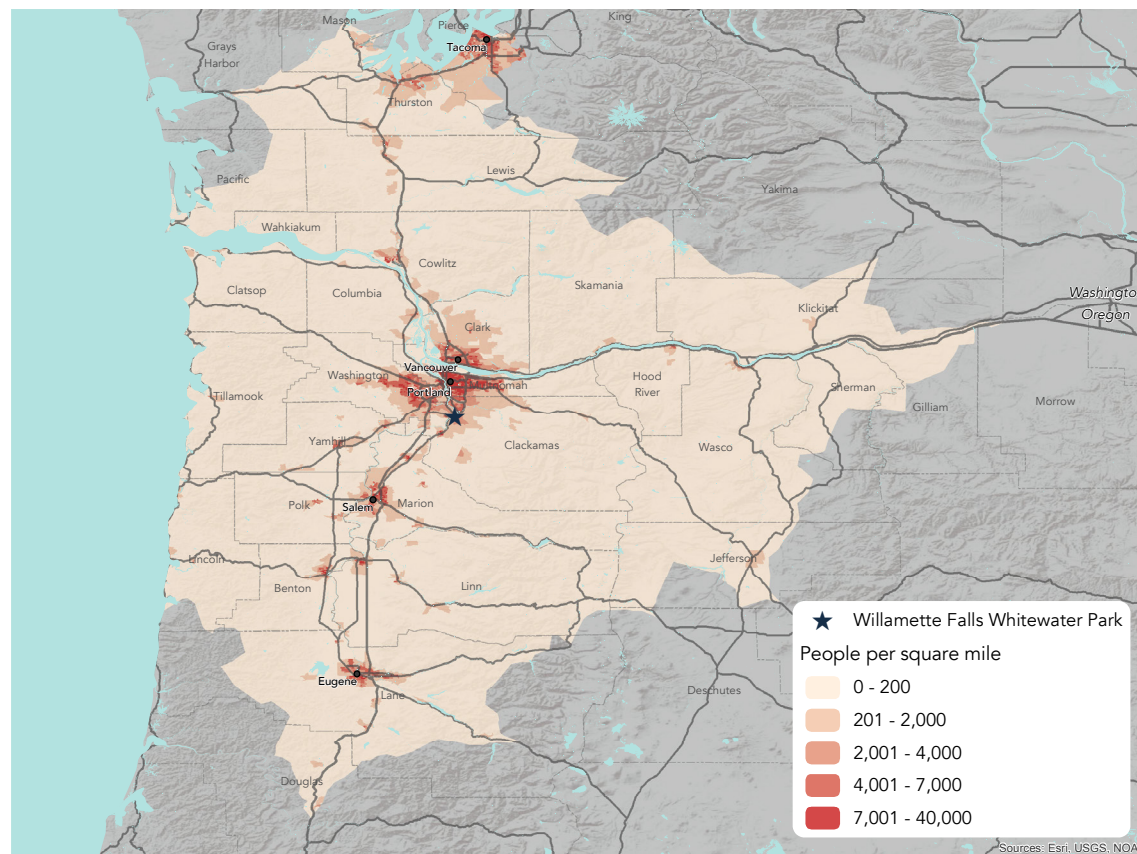 Mason
Pierce
King
Grays
Harbor
Tacoma
Thurston
Lewis
Pacific
Yakima
Wahkiakum
Cowlitz
Skamania
Clatsop
Columbia
Washingto
Oregon
Klickitat
Clark
Vancouver
Washington
Multnomah
Portland
Hood
River
Tillamook
Sherman
Gilliam
Morrow
Yamhill
Clackamas
Wasco
Polk
Salem
Marion
Lincoln
Jefferson
Benton
Linn
Eugene
Lane
Deschutes
Douglas
Willamette Falls Whitewater Park
People per square mile
0 - 200
201 - 2,000
2,001 - 4,000
4,001 - 7,000
7,001 - 40,000
Sources: Esri, USGS, NOA